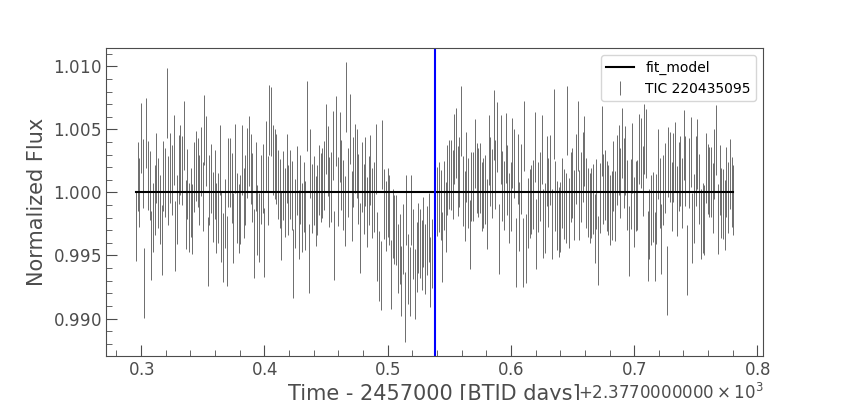 fit_model
TIC 220435095
1.010
1.005
1.000
0.995
0.990
Normalized Flux
0.3 0.4 0.5 0.6 0.7 0.8
Time - 2457000 [BTJD days]
+2.3770000000 × 10³